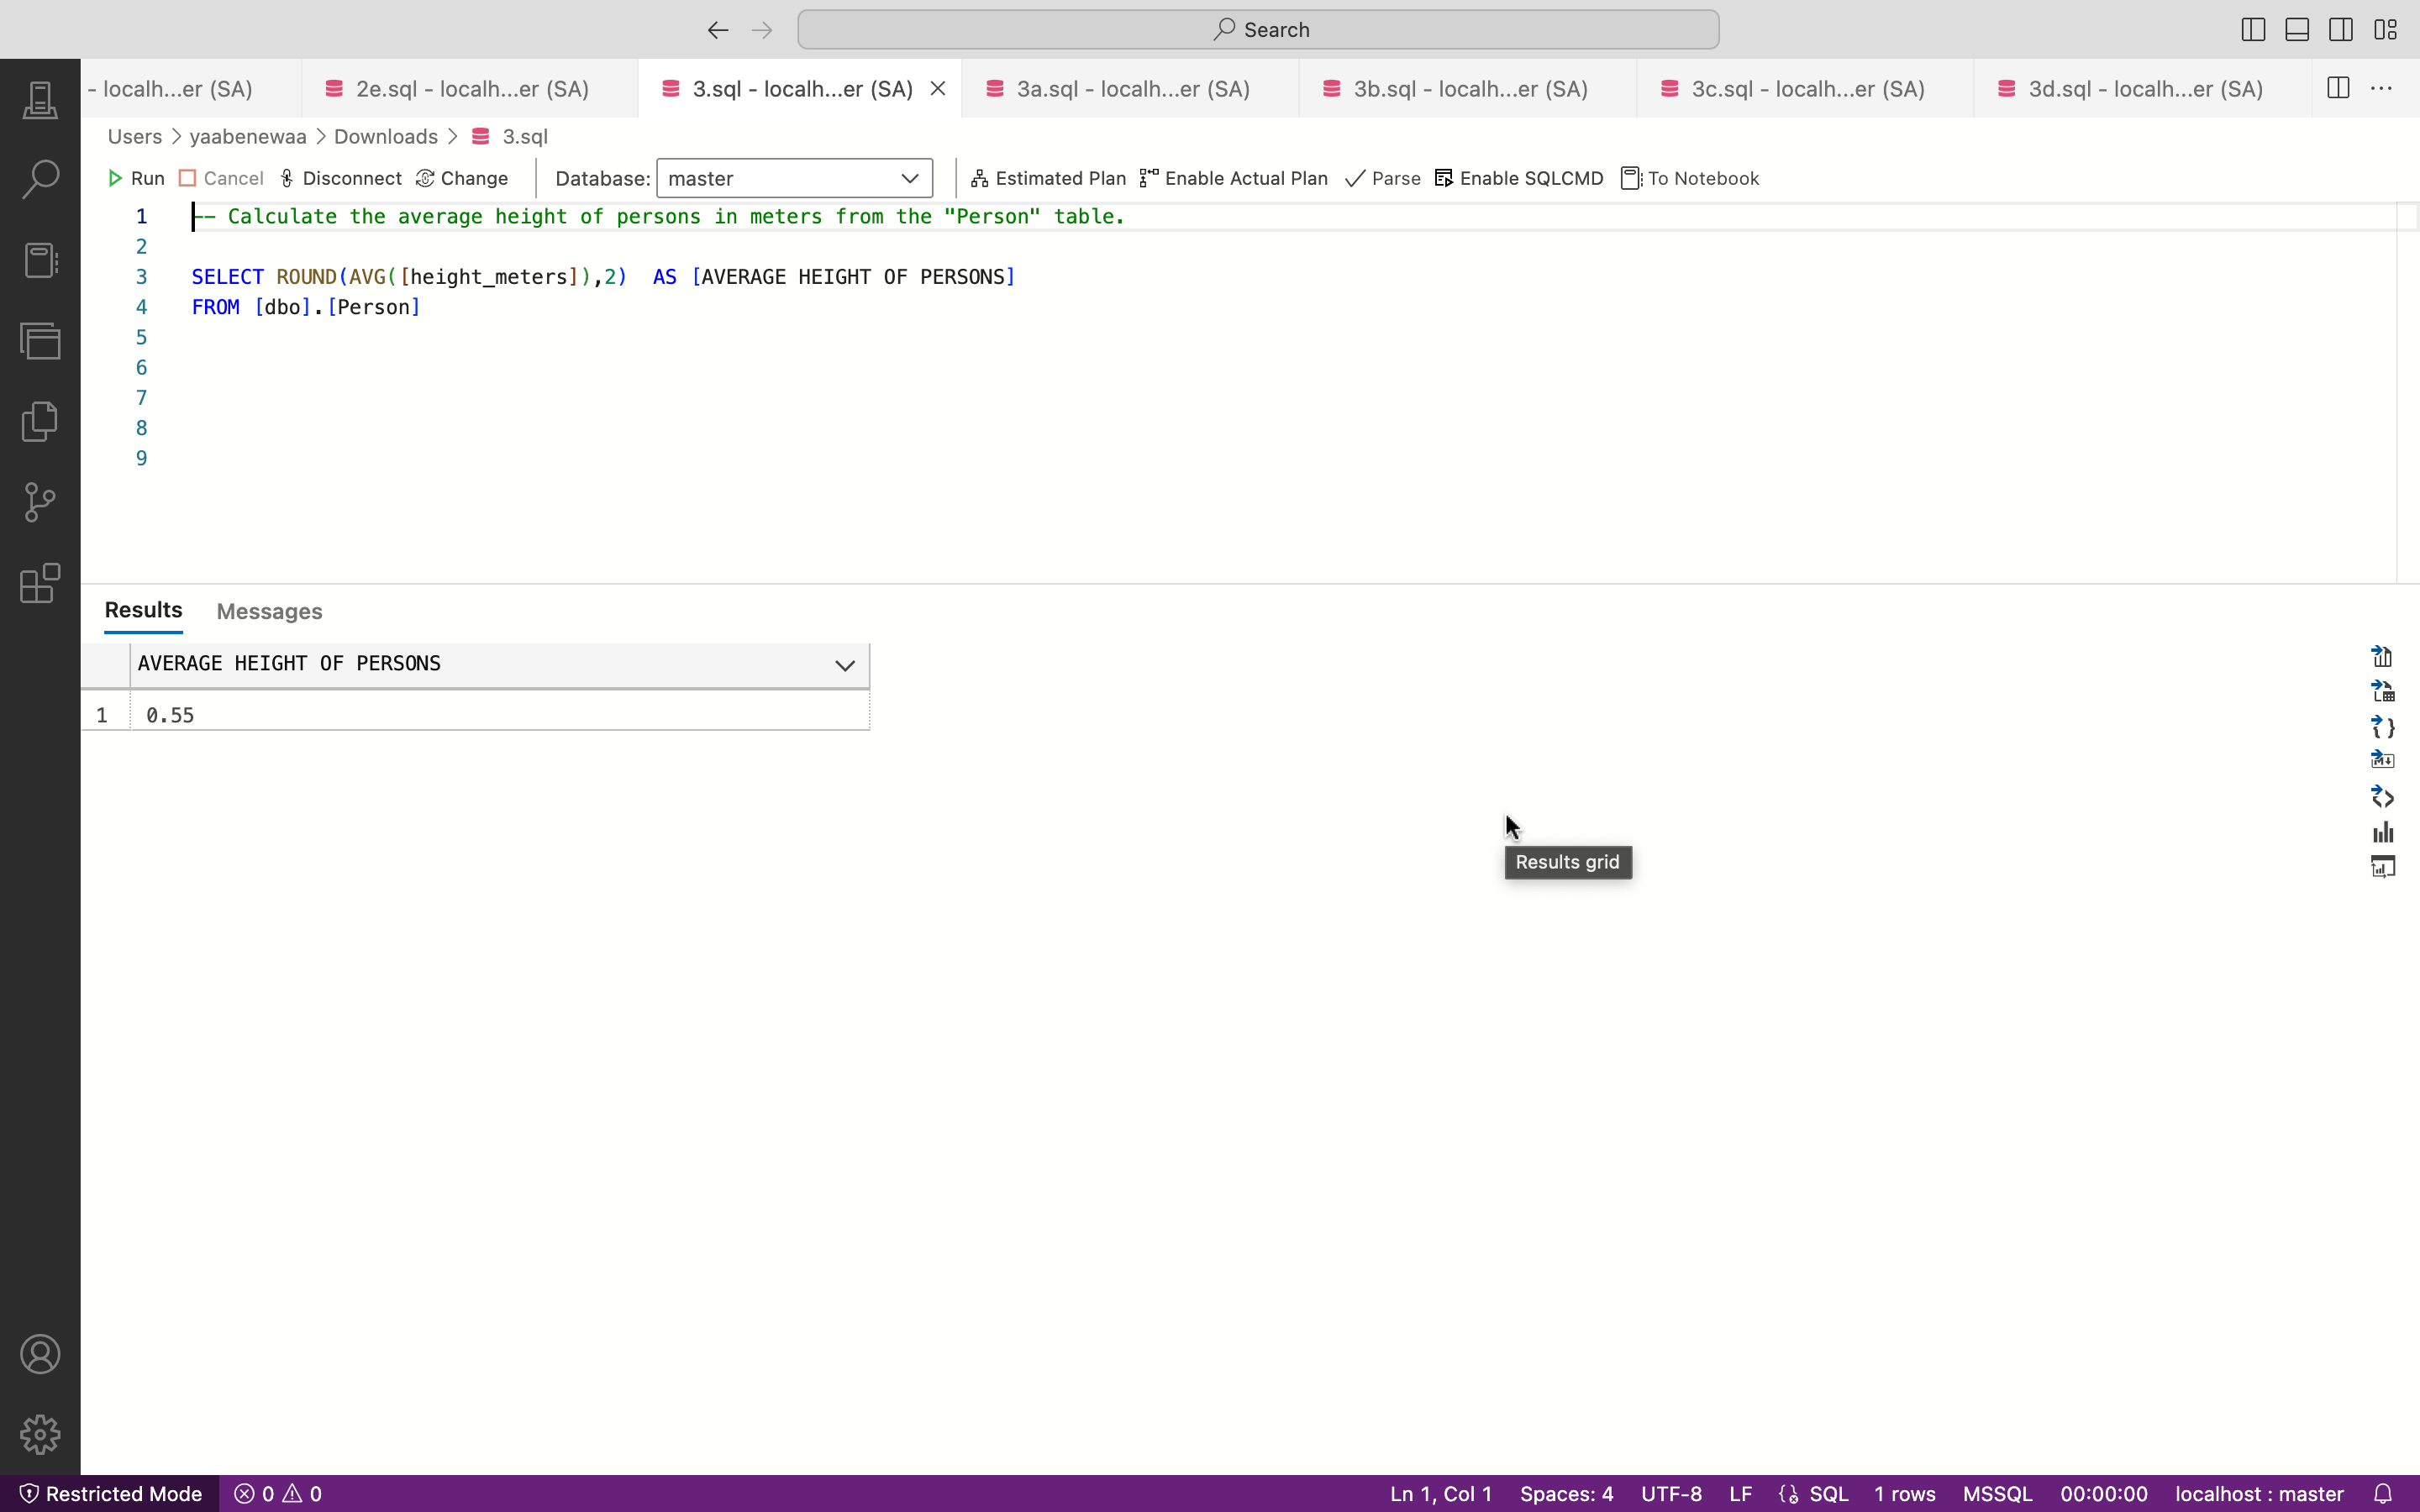 Search
- localh...er (SA)
2e.sql - localh...er (SA)
3.sql - localh...er (SA)
3a.sql - localh...er (SA)
3b.sql - localh...er (SA)
3c.sql - localh...er (SA)
3d.sql - localh...er (SA)
Users > yaabenewaa > Downloads > 3.sql
Run Cancel Disconnect Change Database: master Estimated Plan Enable Actual Plan Parse Enable SQLCMD To Notebook
1 -- Calculate the average height of persons in meters from the "Person" table.
2
3 SELECT ROUND(AVG([height_meters]),2)  AS [AVERAGE HEIGHT OF PERSONS]
4 FROM [dbo].[Person]
5
6
7
8
9
Results Messages
AVERAGE HEIGHT OF PERSONS
1 0.55
Results grid
Restricted Mode 0 0 Ln 1, Col 1 Spaces: 4 UTF-8 LF SQL 1 rows MSSQL 00:00:00 localhost : master